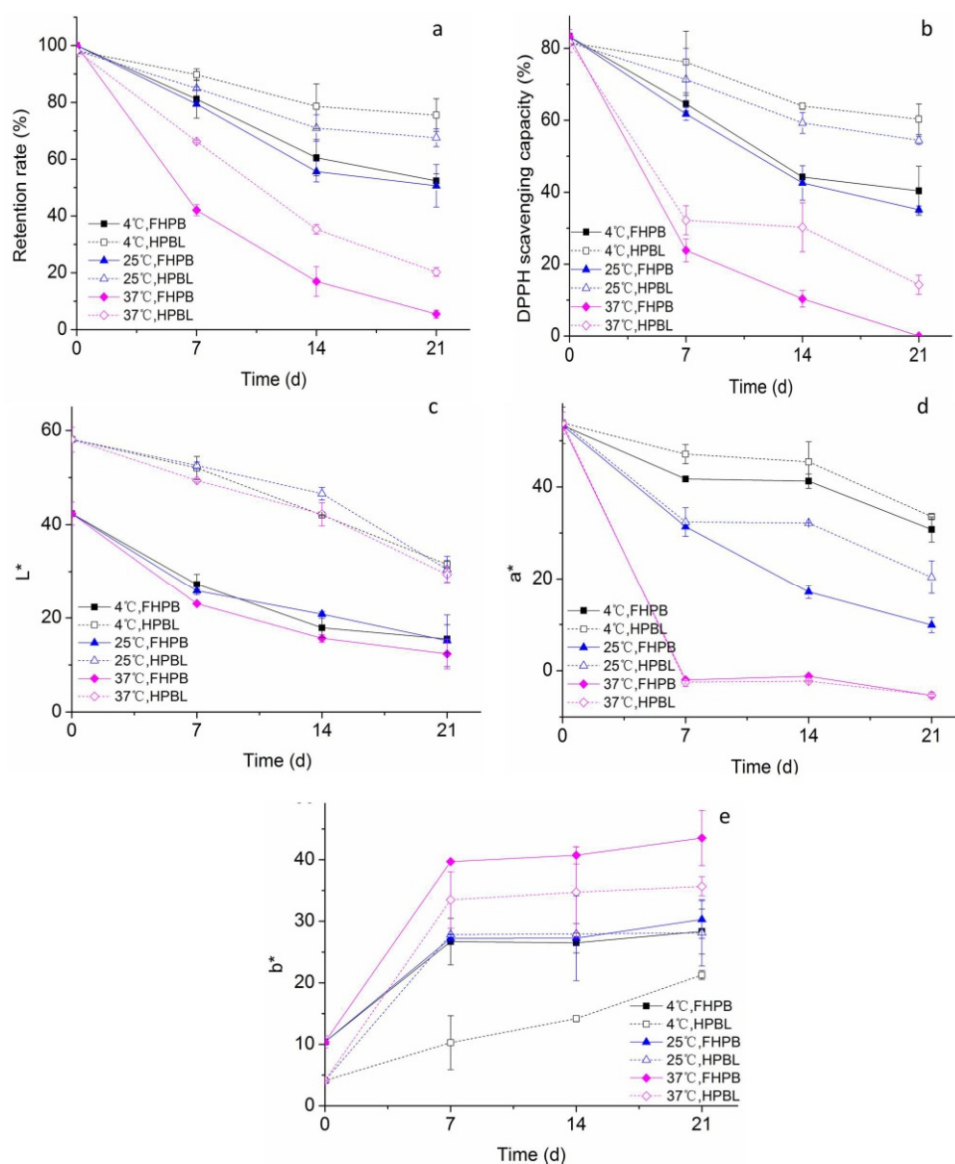 a
Retention rate (%)
100
80
60
40
20
0
4℃,FHPB
4℃,HPBL
25℃,FHPB
25℃,HPBL
37℃,FHPB
37℃,HPBL
0 7 14 21
Time (d)
b
DPPH scavenging capacity (%)
80
60
40
20
0
4℃,FHPB
4℃,HPBL
25℃,FHPB
25℃,HPBL
37℃,FHPB
37℃,HPBL
0 7 14 21
Time (d)
c
L*
60
40
20
0
4℃,FHPB
4℃,HPBL
25℃,FHPB
25℃,HPBL
37℃,FHPB
37℃,HPBL
0 7 14 21
Time (d)
d
a*
40
20
0
4℃,FHPB
4℃,HPBL
25℃,FHPB
25℃,HPBL
37℃,FHPB
37℃,HPBL
0 7 14 21
Time (d)
e
b*
40
30
20
10
0
4℃,FHPB
4℃,HPBL
25℃,FHPB
25℃,HPBL
37℃,FHPB
37℃,HPBL
0 7 14 21
Time (d)